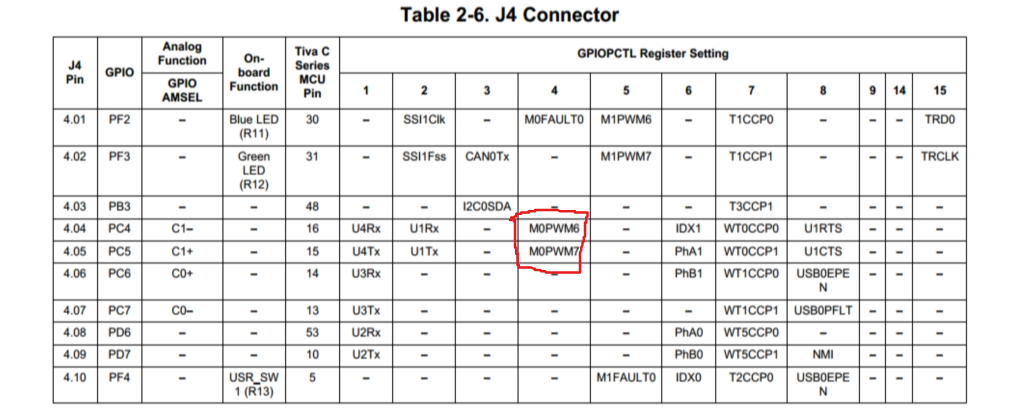 Table 2-6. J4 Connector
J4 Pin | GPIO | Analog Function GPIO AMSEL | On-board Function | Tiva C Series MCU Pin | GPIOPCTL Register Setting
1 | 2 | 3 | 4 | 5 | 6 | 7 | 8 | 9 | 14 | 15
4.01 | PF2 | – | Blue LED (R11) | 30 | – | SSI1Clk | – | M0FAULT0 | M1PWM6 | – | T1CCP0 | – | – | – | TRD0
4.02 | PF3 | – | Green LED (R12) | 31 | – | SSI1Fss | CAN0Tx | – | M1PWM7 | – | T1CCP1 | – | – | – | TRCLK
4.03 | PB3 | – | – | 48 | – | – | I2C0SDA | – | – | – | T3CCP1 | – | – | – | –
4.04 | PC4 | C1– | – | 16 | U4Rx | U1Rx | – | M0PWM6 | – | IDX1 | WT0CCP0 | U1RTS | – | – | –
4.05 | PC5 | C1+ | – | 15 | U4Tx | U1Tx | – | M0PWM7 | – | PhA1 | WT0CCP1 | U1CTS | – | – | –
4.06 | PC6 | C0+ | – | 14 | U3Rx | – | – | – | – | PhB1 | WT1CCP0 | USB0EPEN | – | – | –
4.07 | PC7 | C0– | – | 13 | U3Tx | – | – | – | – | – | WT1CCP1 | USB0PFLT | – | – | –
4.08 | PD6 | – | – | 53 | U2Rx | – | – | – | – | PhA0 | WT5CCP0 | – | – | – | –
4.09 | PD7 | – | – | 10 | U2Tx | – | – | – | – | PhB0 | WT5CCP1 | NMI | – | – | –
4.10 | PF4 | – | USR_SW1 (R13) | 5 | – | – | – | – | M1FAULT0 | IDX0 | T2CCP0 | USB0EPEN | – | – | –